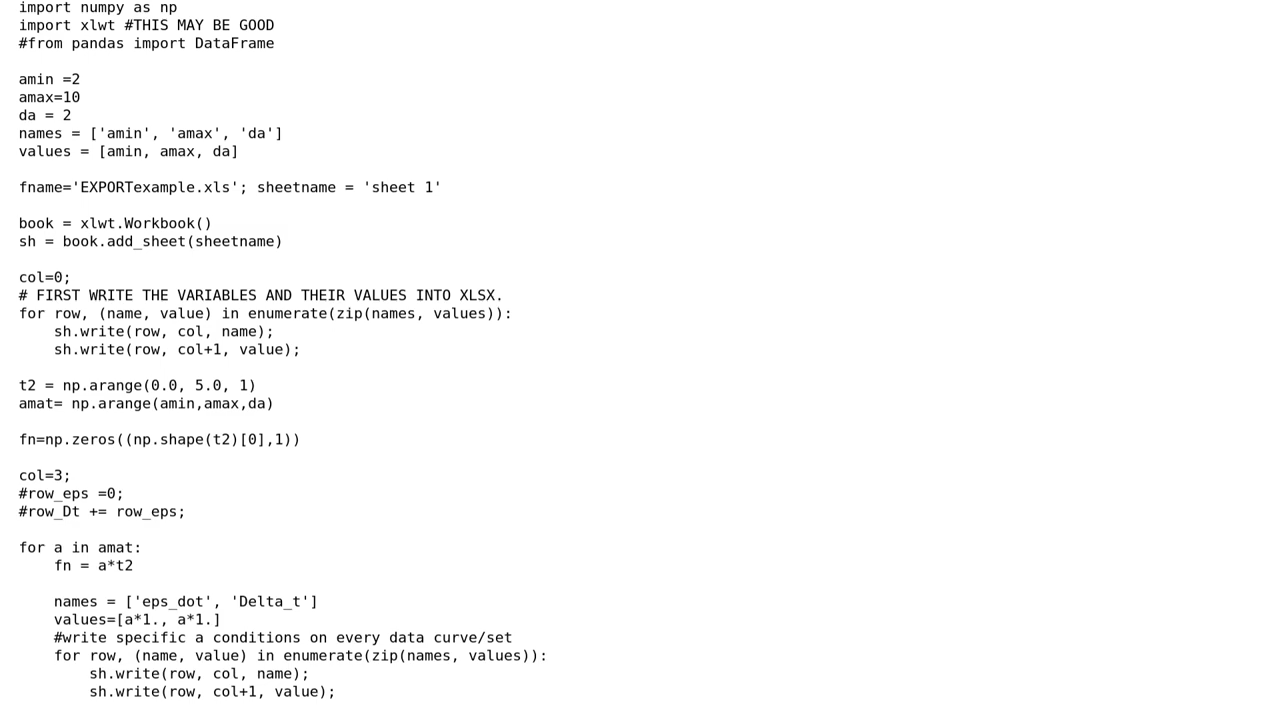 import numpy as np
import xlwt #THIS MAY BE GOOD
#from pandas import DataFrame

amin =2
amax=10
da = 2
names = ['amin', 'amax', 'da']
values = [amin, amax, da]

fname='EXPORTexample.xls'; sheetname = 'sheet 1'

book = xlwt.Workbook()
sh = book.add_sheet(sheetname)

col=0;
# FIRST WRITE THE VARIABLES AND THEIR VALUES INTO XLSX.
for row, (name, value) in enumerate(zip(names, values)):
    sh.write(row, col, name);
    sh.write(row, col+1, value);

t2 = np.arange(0.0, 5.0, 1)
amat= np.arange(amin,amax,da)

fn=np.zeros((np.shape(t2)[0],1))

col=3;
#row_eps =0;
#row_Dt += row_eps;

for a in amat:
    fn = a*t2

    names = ['eps_dot', 'Delta_t']
    values=[a*1., a*1.]
    #write specific a conditions on every data curve/set
    for row, (name, value) in enumerate(zip(names, values)):
        sh.write(row, col, name);
        sh.write(row, col+1, value);